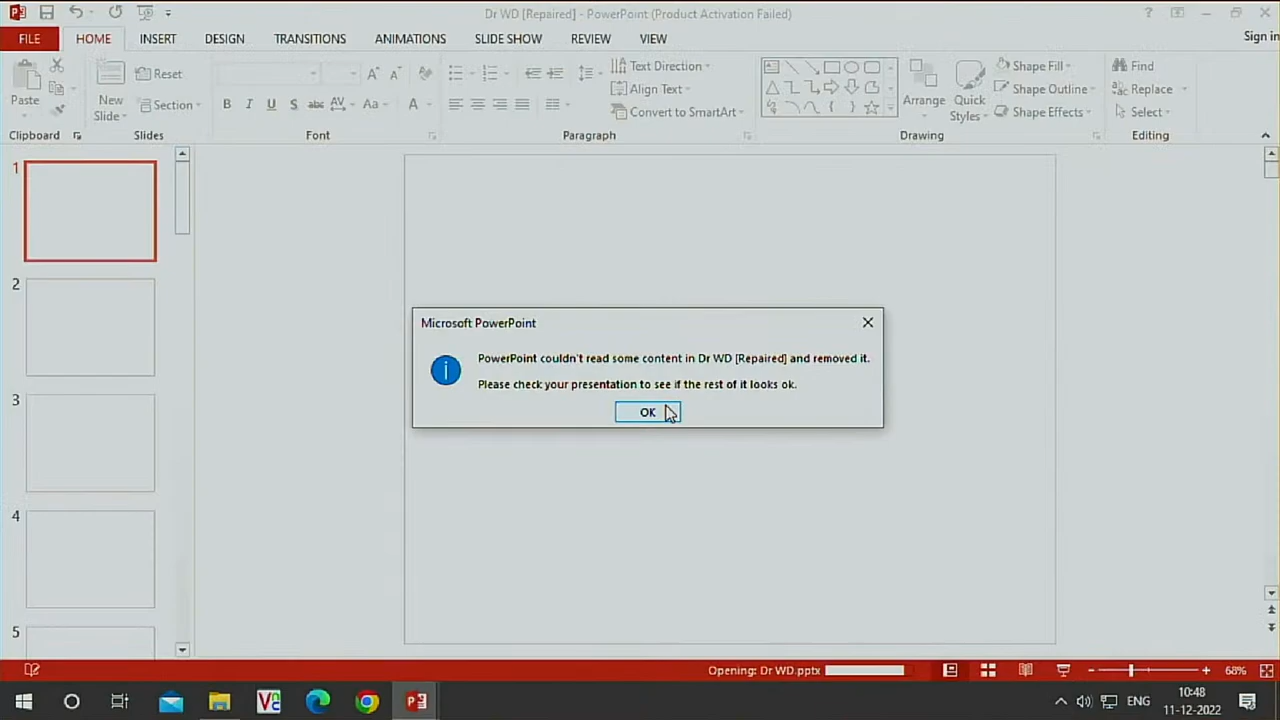 Dr WD [Repaired] - PowerPoint (Product Activation Failed)
?
FILE HOME INSERT DESIGN TRANSITIONS ANIMATIONS SLIDE SHOW REVIEW VIEW Sign in
Paste
New Slide
Reset
Section
B I U S abc AV Aa A
Text Direction
Align Text
Convert to SmartArt
Arrange
Quick Styles
Shape Fill
Shape Outline
Shape Effects
Find
Replace
Select
Clipboard Slides Font Paragraph Drawing Editing
1
2
3
4
5
Microsoft PowerPoint
PowerPoint couldn't read some content in Dr WD [Repaired] and removed it.
Please check your presentation to see if the rest of it looks ok.
OK
Opening: Dr WD.pptx
68%
ENG
10:48
11-12-2022